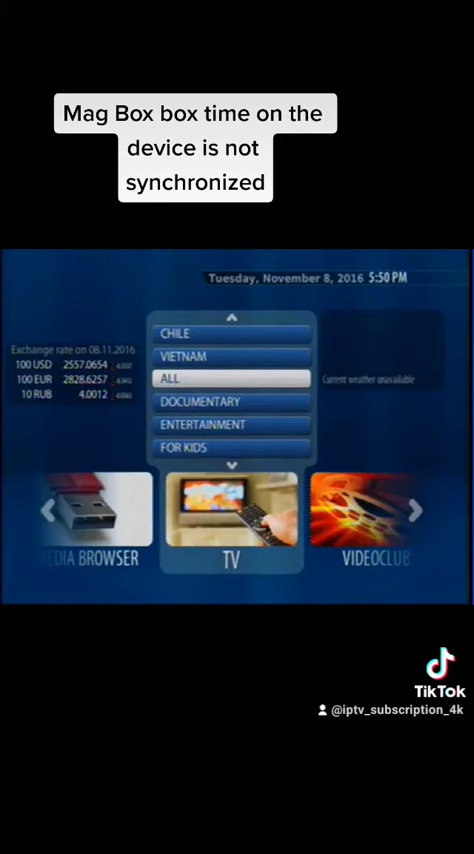 Mag Box box time on the
device is not
synchronized
Tuesday, November 8, 2016 5:50 PM
CHILE
Exchange rate on 08.11.2016
VIETNAM
100 USD 2557.0654
100 EUR 2828.6257
10 RUB 4.0012
ALL
Current weather unavailable
DOCUMENTARY
ENTERTAINMENT
FOR KIDS
EDIA BROWSER
TV
VIDEOCLUB
TikTok
@iptv_subscription_4k